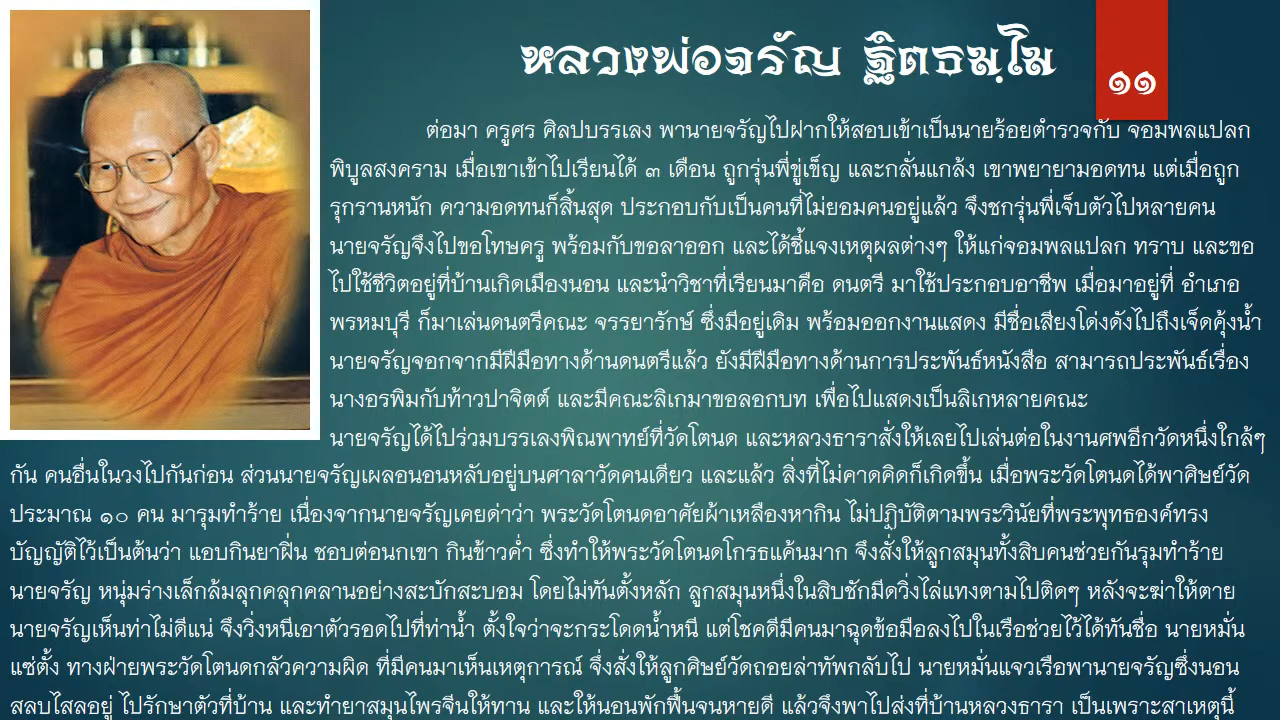 หลวงพ่อจรัญ ฐิตธมฺโม
๑๑
ต่อมา ครูศร ศิลปบรรเลง พานายจรัญไปฝากให้สอบเข้าเป็นนายร้อยตำรวจกับ จอมพลแปลก
พิบูลสงคราม เมื่อเขาเข้าไปเรียนได้ ๓ เดือน ถูกรุ่นพี่ขู่เข็ญ และกลั่นแกล้ง เขาพยายามอดทน แต่เมื่อถูก
รุกรานหนัก ความอดทนก็สิ้นสุด ประกอบกับเป็นคนที่ไม่ยอมคนอยู่แล้ว จึงชกรุ่นพี่เจ็บตัวไปหลายคน
นายจรัญจึงไปขอโทษครู พร้อมกับขอลาออก และได้ชี้แจงเหตุผลต่างๆ ให้แก่จอมพลแปลก ทราบ และขอ
ไปใช้ชีวิตอยู่ที่บ้านเกิดเมืองนอน และนำวิชาที่เรียนมาคือ ดนตรี มาใช้ประกอบอาชีพ เมื่อมาอยู่ที่ อำเภอ
พรหมบุรี ก็มาเล่นดนตรีคณะ จรรยารักษ์ ซึ่งมีอยู่เดิม พร้อมออกงานแสดง มีชื่อเสียงโด่งดังไปถึงเจ็ดคุ้งน้ำ
นายจรัญจอกจากมีฝีมือทางด้านดนตรีแล้ว ยังมีฝีมือทางด้านการประพันธ์หนังสือ สามารถประพันธ์เรื่อง
นางอรพิมกับท้าวปาจิตต์ และมีคณะลิเกมาขอลอกบท เพื่อไปแสดงเป็นลิเกหลายคณะ
นายจรัญได้ไปร่วมบรรเลงพิณพาทย์ที่วัดโตนด และหลวงธาราสั่งให้เลยไปเล่นต่อในงานศพอีกวัดหนึ่งใกล้ๆ
กัน คนอื่นในวงไปกันก่อน ส่วนนายจรัญเผลอนอนหลับอยู่บนศาลาวัดคนเดียว และแล้ว สิ่งที่ไม่คาดคิดก็เกิดขึ้น เมื่อพระวัดโตนดได้พาศิษย์วัด
ประมาณ ๑๐ คน มารุมทำร้าย เนื่องจากนายจรัญเคยด่าว่า พระวัดโตนดอาศัยผ้าเหลืองหากิน ไม่ปฏิบัติตามพระวินัยที่พระพุทธองค์ทรง
บัญญัติไว้เป็นต้นว่า แอบกินยาฝิ่น ชอบต่อนกเขา กินข้าวค่ำ ซึ่งทำให้พระวัดโตนดโกรธแค้นมาก จึงสั่งให้ลูกสมุนทั้งสิบคนช่วยกันรุมทำร้าย
นายจรัญ หนุ่มร่างเล็กล้มลุกคลุกคลานอย่างสะบักสะบอม โดยไม่ทันตั้งหลัก ลูกสมุนหนึ่งในสิบชักมีดวิ่งไล่แทงตามไปติดๆ หลังจะฆ่าให้ตาย
นายจรัญเห็นท่าไม่ดีแน่ จึงวิ่งหนีเอาตัวรอดไปที่ท่าน้ำ ตั้งใจว่าจะกระโดดน้ำหนี แต่โชคดีมีคนมาฉุดข้อมือลงไปในเรือช่วยไว้ได้ทันชื่อ นายหมั่น
แซ่ตั้ง ทางฝ่ายพระวัดโตนดกลัวความผิด ที่มีคนมาเห็นเหตุการณ์ จึ่งสั่งให้ลูกศิษย์วัดถอยล่าทัพกลับไป นายหมั่นแจวเรือพานายจรัญซึ่งนอน
สลบไสลอยู่ ไปรักษาตัวที่บ้าน และทำยาสมุนไพรจีนให้ทาน และให้นอนพักฟื้นจนหายดี แล้วจึงพาไปส่งที่บ้านหลวงธารา เป็นเพราะสาเหตุนี้